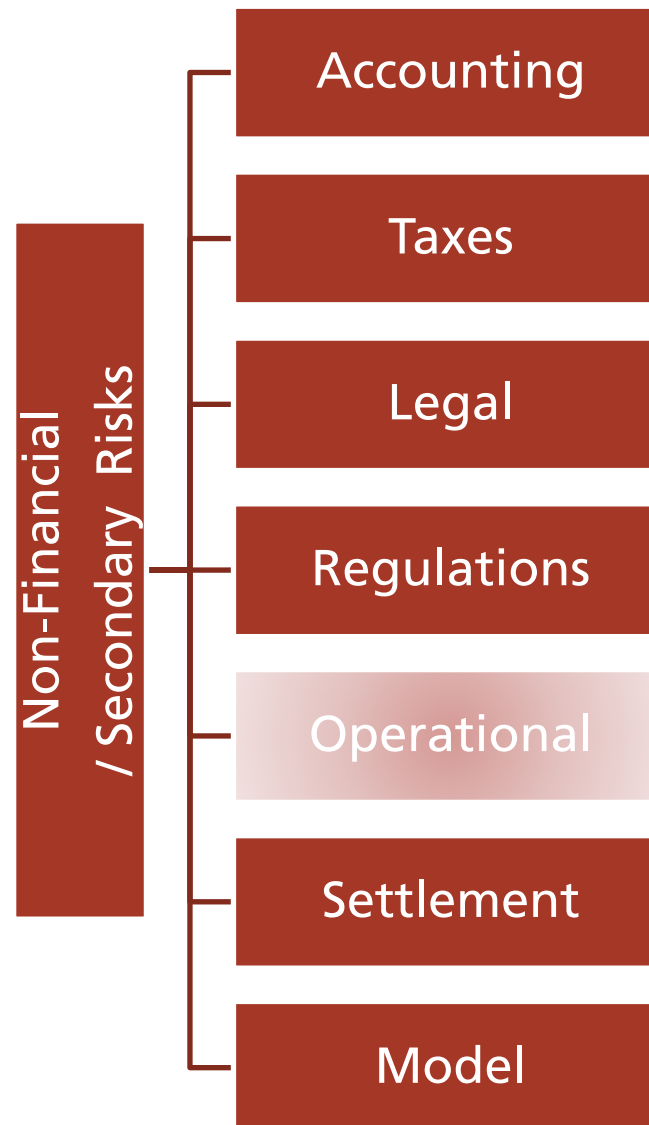 Non-Financial
/ Secondary Risks
Accounting
Taxes
Legal
Regulations
Operational
Settlement
Model